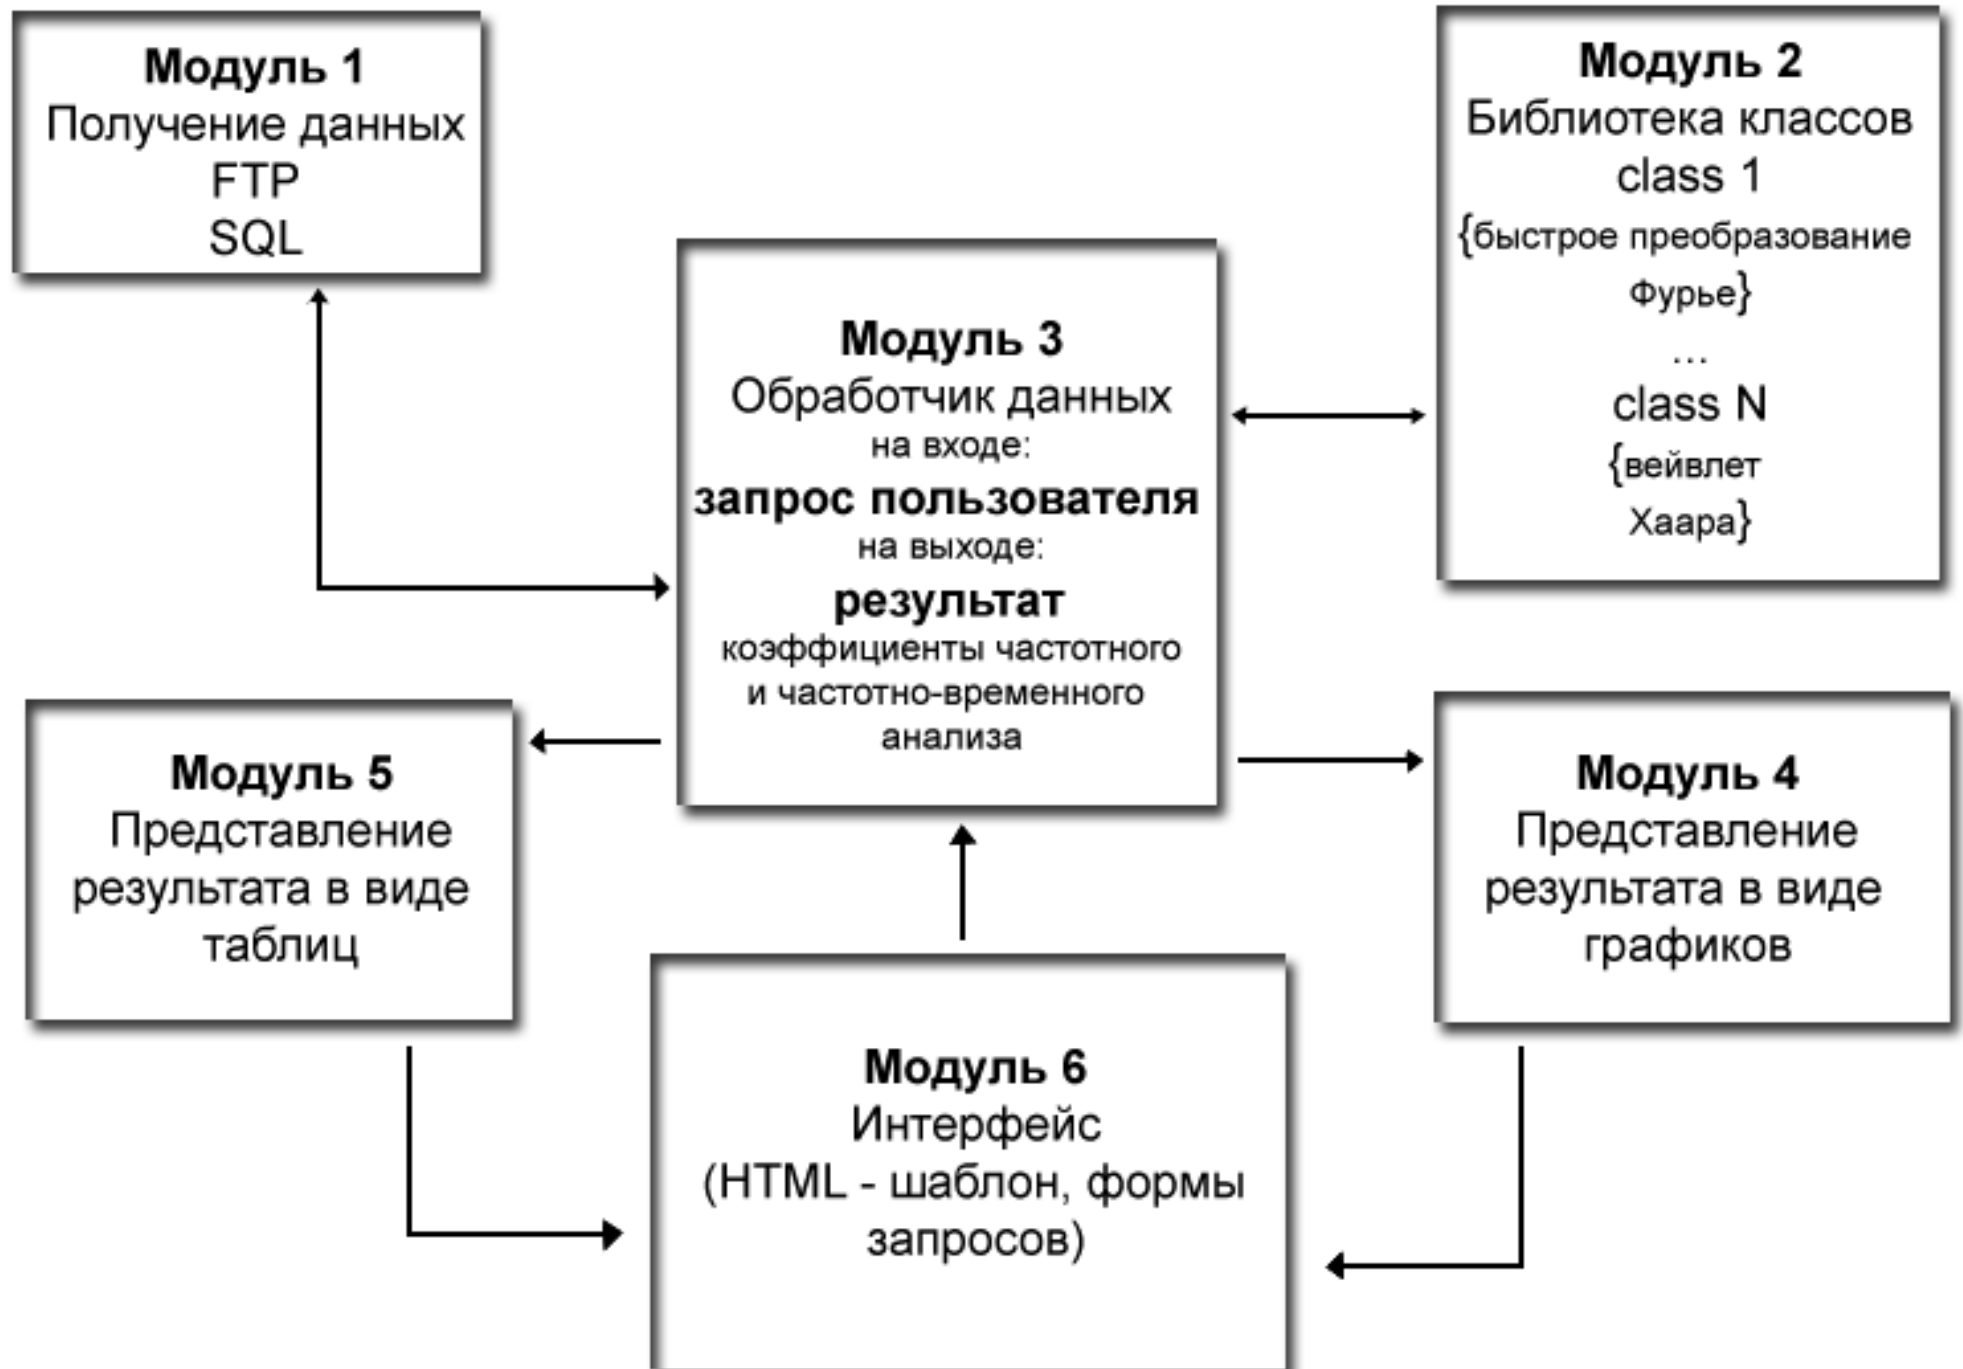 Модуль 1
Получение данных
FTP
SQL
Модуль 2
Библиотека классов
class 1
{быстрое преобразование
Фурье}
...
class N
{вейвлет
Хаара}
Модуль 3
Обработчик данных
на входе:
запрос пользователя
на выходе:
результат
коэффициенты частотного
и частотно-временного
анализа
Модуль 5
Представление
результата в виде
таблиц
Модуль 4
Представление
результата в виде
графиков
Модуль 6
Интерфейс
(HTML - шаблон, формы
запросов)